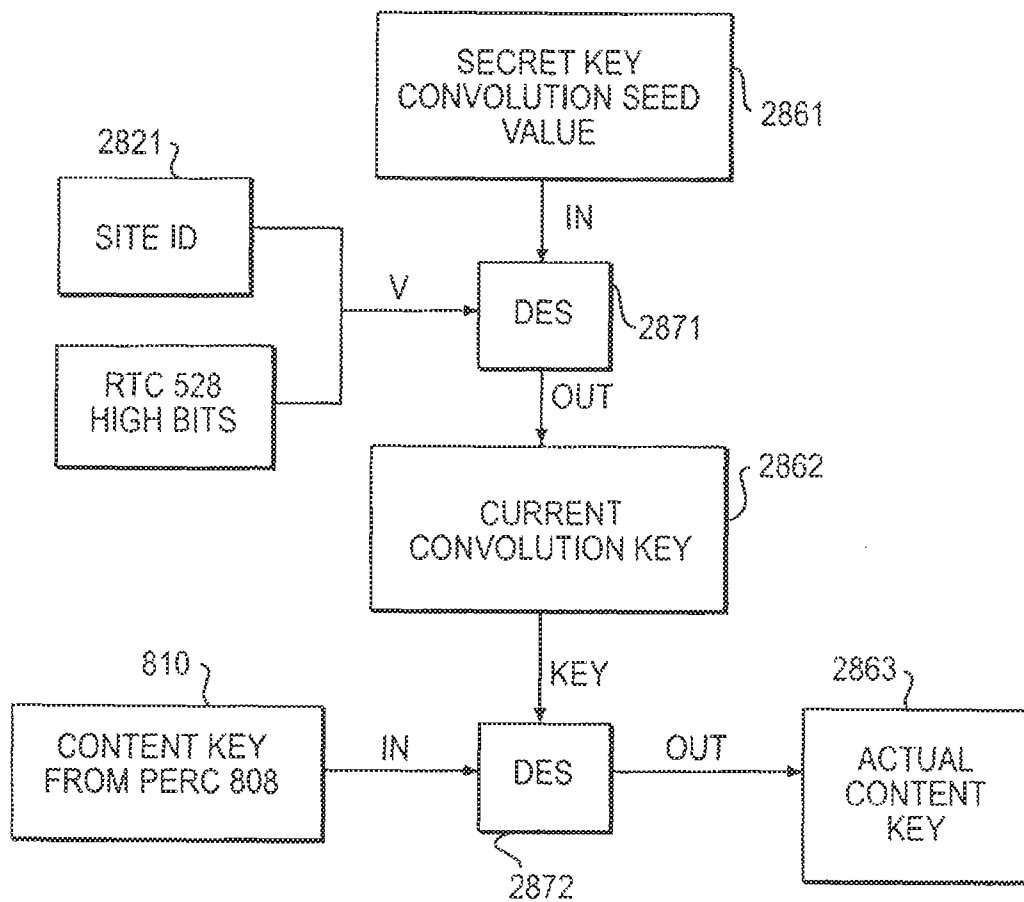 SECRET KEY
CONVOLUTION SEED
VALUE
2861
2821
SITE ID
IN
V
DES
2871
RTC 528
HIGH BITS
OUT
2862
CURRENT
CONVOLUTION KEY
810
KEY
2863
CONTENT KEY
FROM PERC 808
IN
DES
OUT
ACTUAL
CONTENT
KEY
2872